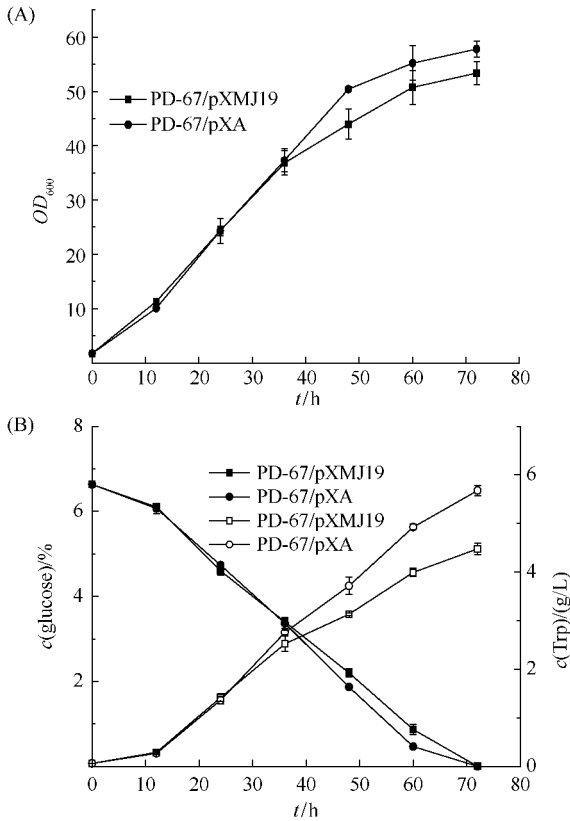 (A)
60
50
40
30
20
10
OD600
PD-67/pXMJ19
PD-67/pXA
0 10 20 30 40 50 60 70 80
t/h
(B)
8
6
4
2
c(glucose)/%
PD-67/pXMJ19
PD-67/pXA
PD-67/pXMJ19
PD-67/pXA
6
4
2
0
c(Trp)/(g/L)
0 10 20 30 40 50 60 70 80
t/h